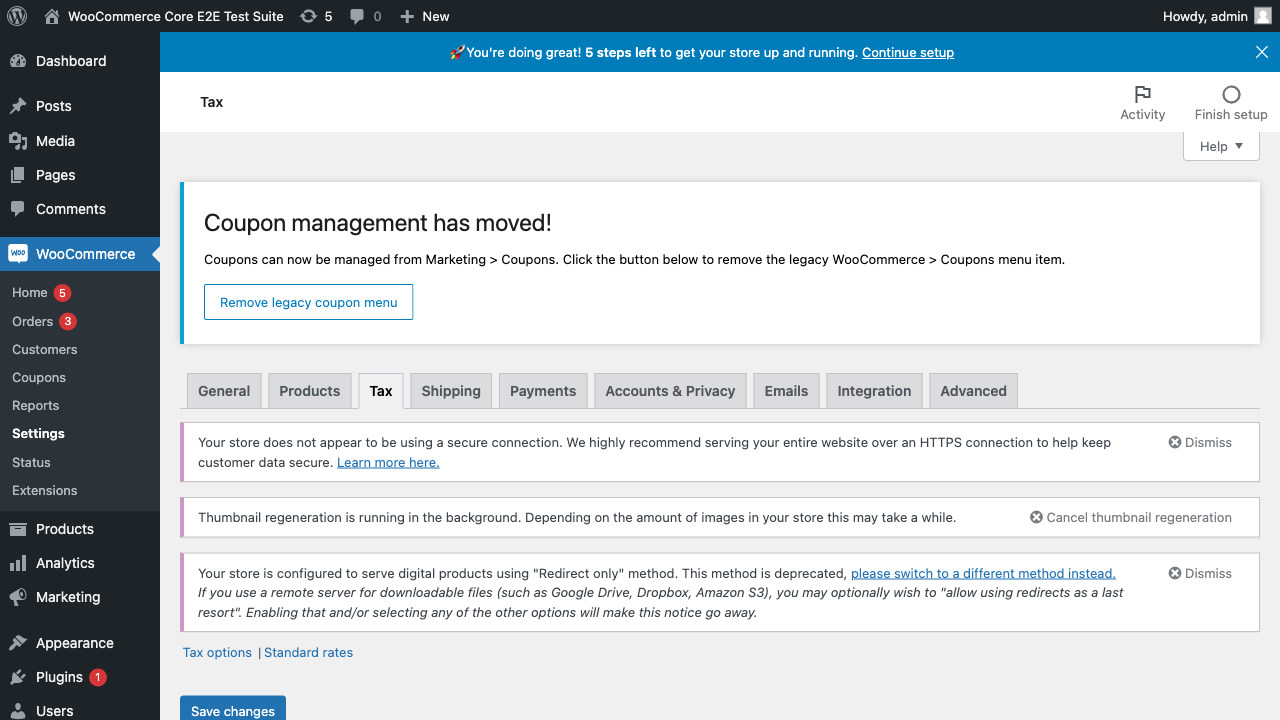 WooCommerce Core E2E Test Suite 5 0 New Howdy, admin
🚀You're doing great! 5 steps left to get your store up and running. Continue setup
Dashboard
Posts
Media
Pages
Comments
woo WooCommerce
Home 5
Orders 3
Customers
Coupons
Reports
Settings
Status
Extensions
Products
Analytics
Marketing
Appearance
Plugins 1
Users
Tax
Activity
Finish setup
Help
Coupon management has moved!
Coupons can now be managed from Marketing > Coupons. Click the button below to remove the legacy WooCommerce > Coupons menu item.
Remove legacy coupon menu
General Products Tax Shipping Payments Accounts & Privacy Emails Integration Advanced
Your store does not appear to be using a secure connection. We highly recommend serving your entire website over an HTTPS connection to help keep
customer data secure. Learn more here.
Dismiss
Thumbnail regeneration is running in the background. Depending on the amount of images in your store this may take a while.
Cancel thumbnail regeneration
Your store is configured to serve digital products using "Redirect only" method. This method is deprecated, please switch to a different method instead.
If you use a remote server for downloadable files (such as Google Drive, Dropbox, Amazon S3), you may optionally wish to "allow using redirects as a last
resort". Enabling that and/or selecting any of the other options will make this notice go away.
Dismiss
Tax options | Standard rates
Save changes